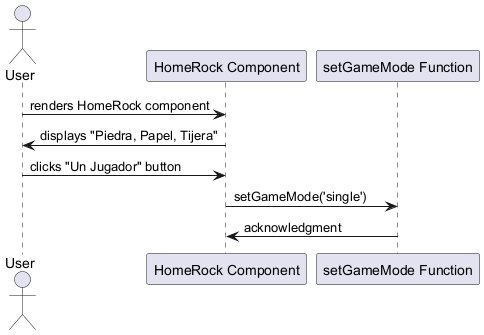 User
HomeRock Component
setGameMode Function
renders HomeRock component
displays "Piedra, Papel, Tijera"
clicks "Un Jugador" button
setGameMode('single')
acknowledgment
User
HomeRock Component
setGameMode Function